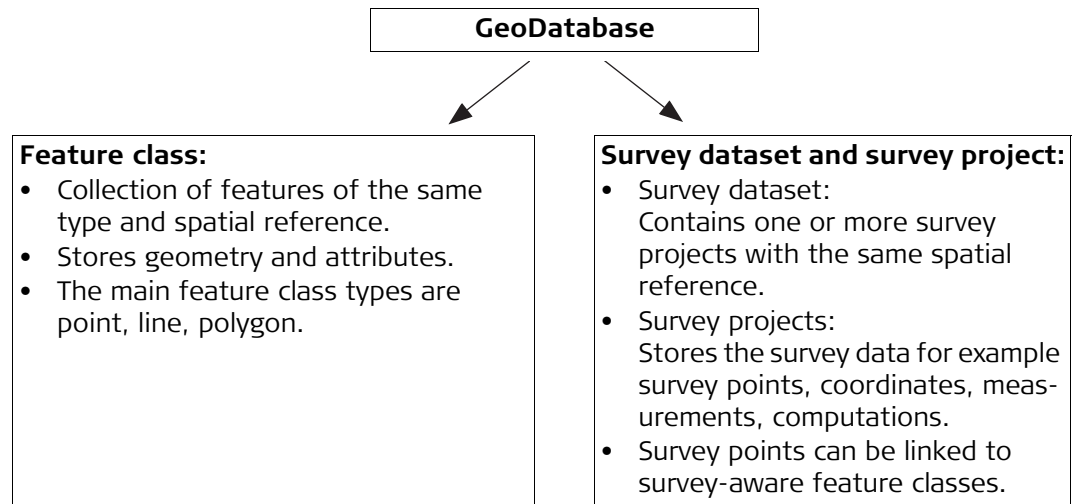 GeoDatabase
Feature class:
• Collection of features of the same
type and spatial reference.
• Stores geometry and attributes.
• The main feature class types are
point, line, polygon.
Survey dataset and survey project:
• Survey dataset:
Contains one or more survey
projects with the same spatial
reference.
• Survey projects:
Stores the survey data for example
survey points, coordinates, meas-
urements, computations.
• Survey points can be linked to
survey-aware feature classes.